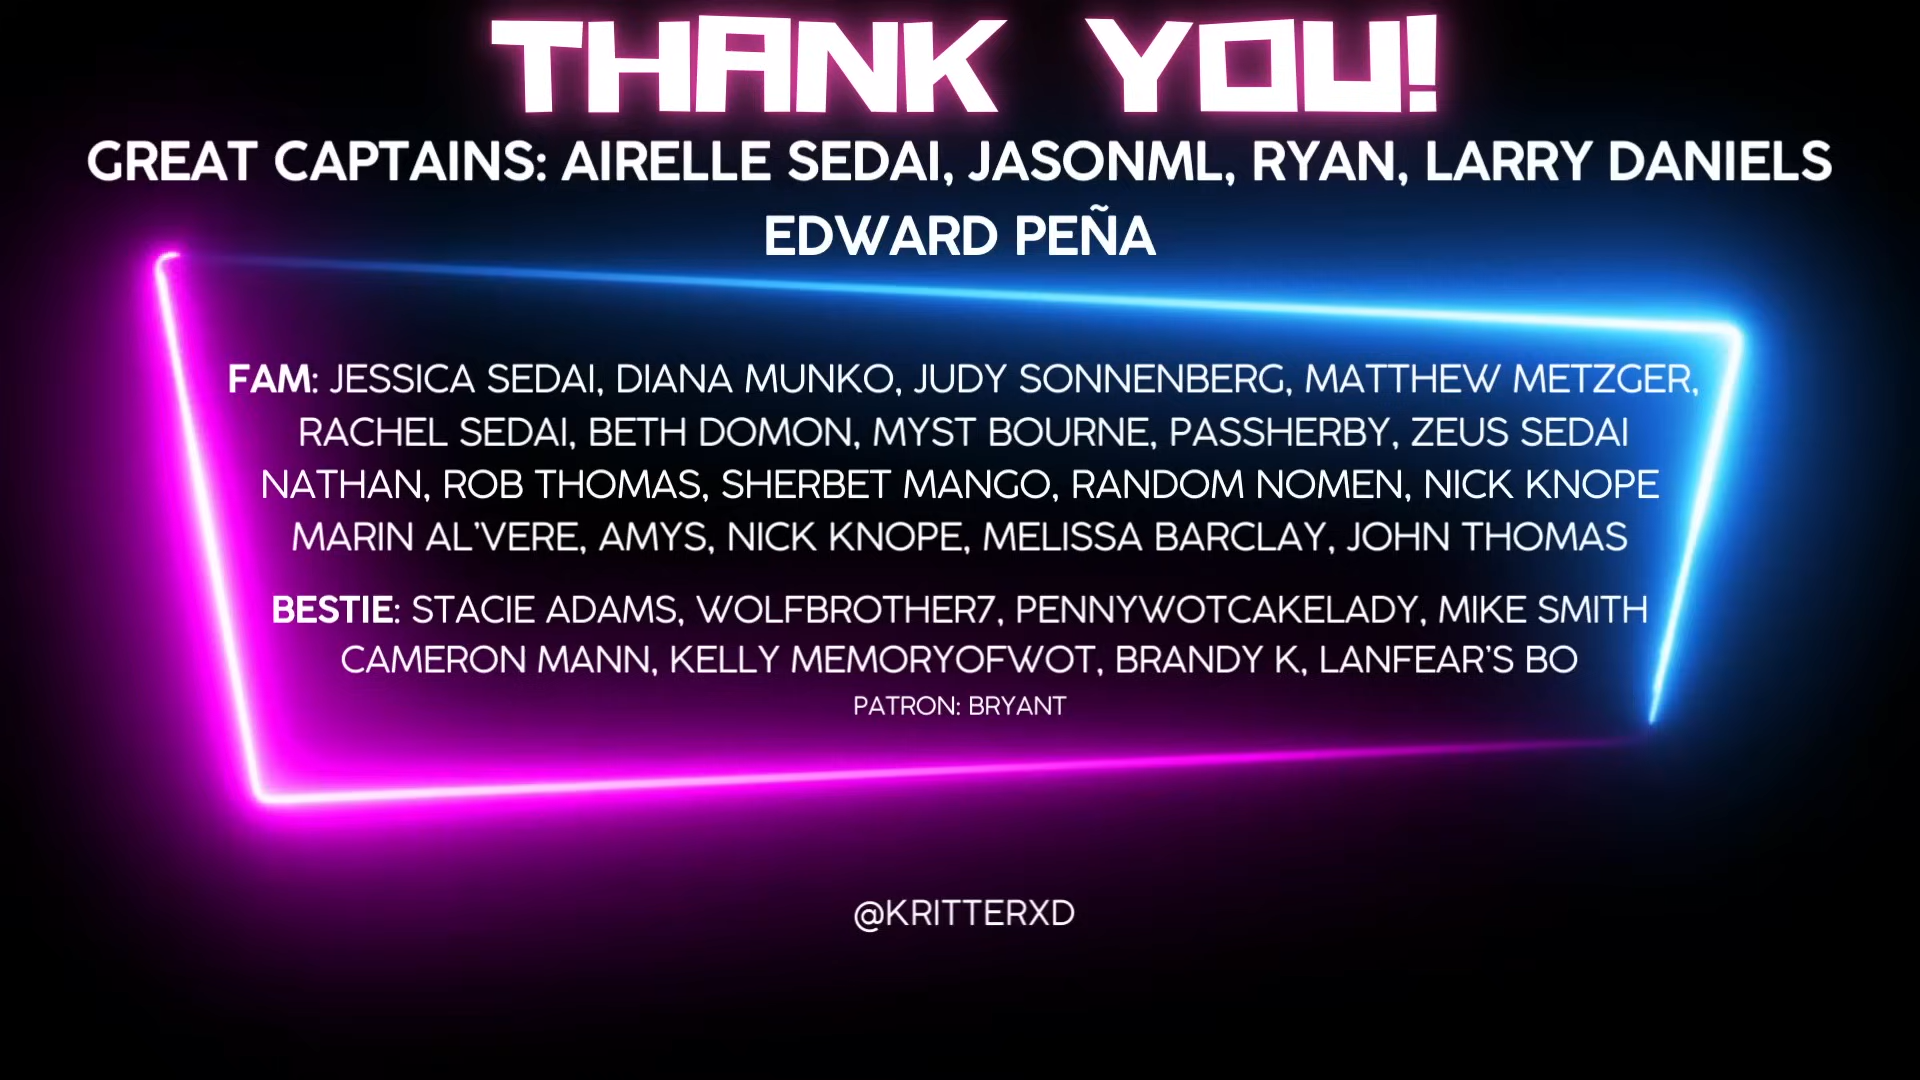 THANK YOU!
GREAT CAPTAINS: AIRELLE SEDAI, JASONML, RYAN, LARRY DANIELS
EDWARD PEÑA
FAM: JESSICA SEDAI, DIANA MUNKO, JUDY SONNENBERG, MATTHEW METZGER,
RACHEL SEDAI, BETH DOMON, MYST BOURNE, PASSHERBY, ZEUS SEDAI
NATHAN, ROB THOMAS, SHERBET MANGO, RANDOM NOMEN, NICK KNOPE
MARIN AL'VERE, AMYS, NICK KNOPE, MELISSA BARCLAY, JOHN THOMAS
BESTIE: STACIE ADAMS, WOLFBROTHER7, PENNYWOTCAKELADY, MIKE SMITH
CAMERON MANN, KELLY MEMORYOFWOT, BRANDY K, LANFEAR'S BO
PATRON: BRYANT
@KRITTERXD